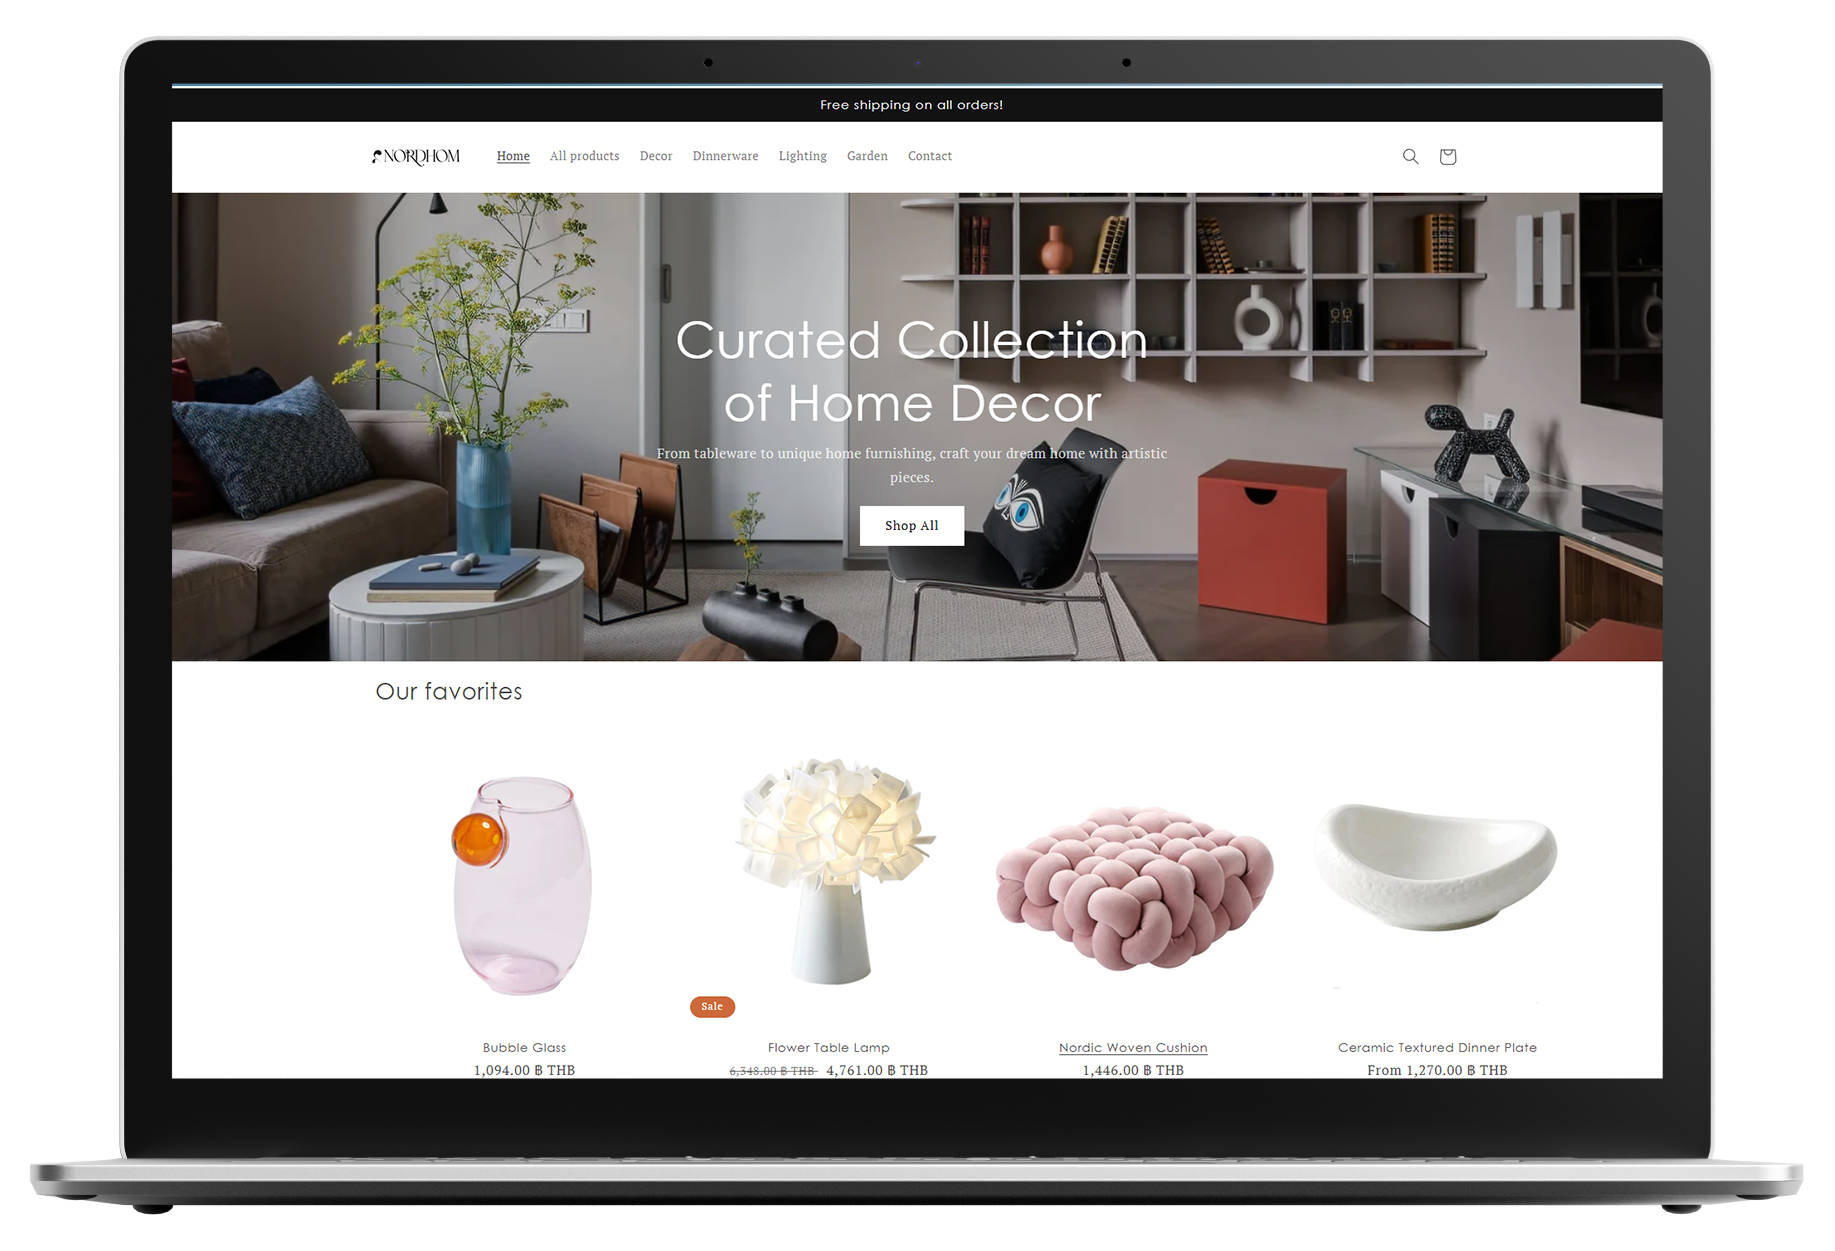 Free shipping on all orders!
NORDHOM
Home All products Decor Dinnerware Lighting Garden Contact
Curated Collection
of Home Decor
From tableware to unique home furnishing, craft your dream home with artistic
pieces.
Shop All
Our favorites
Sale
Bubble Glass
1,094.00 ฿ THB
Flower Table Lamp
6,348.00 ฿ THB 4,761.00 ฿ THB
Nordic Woven Cushion
1,446.00 ฿ THB
Ceramic Textured Dinner Plate
From 1,270.00 ฿ THB